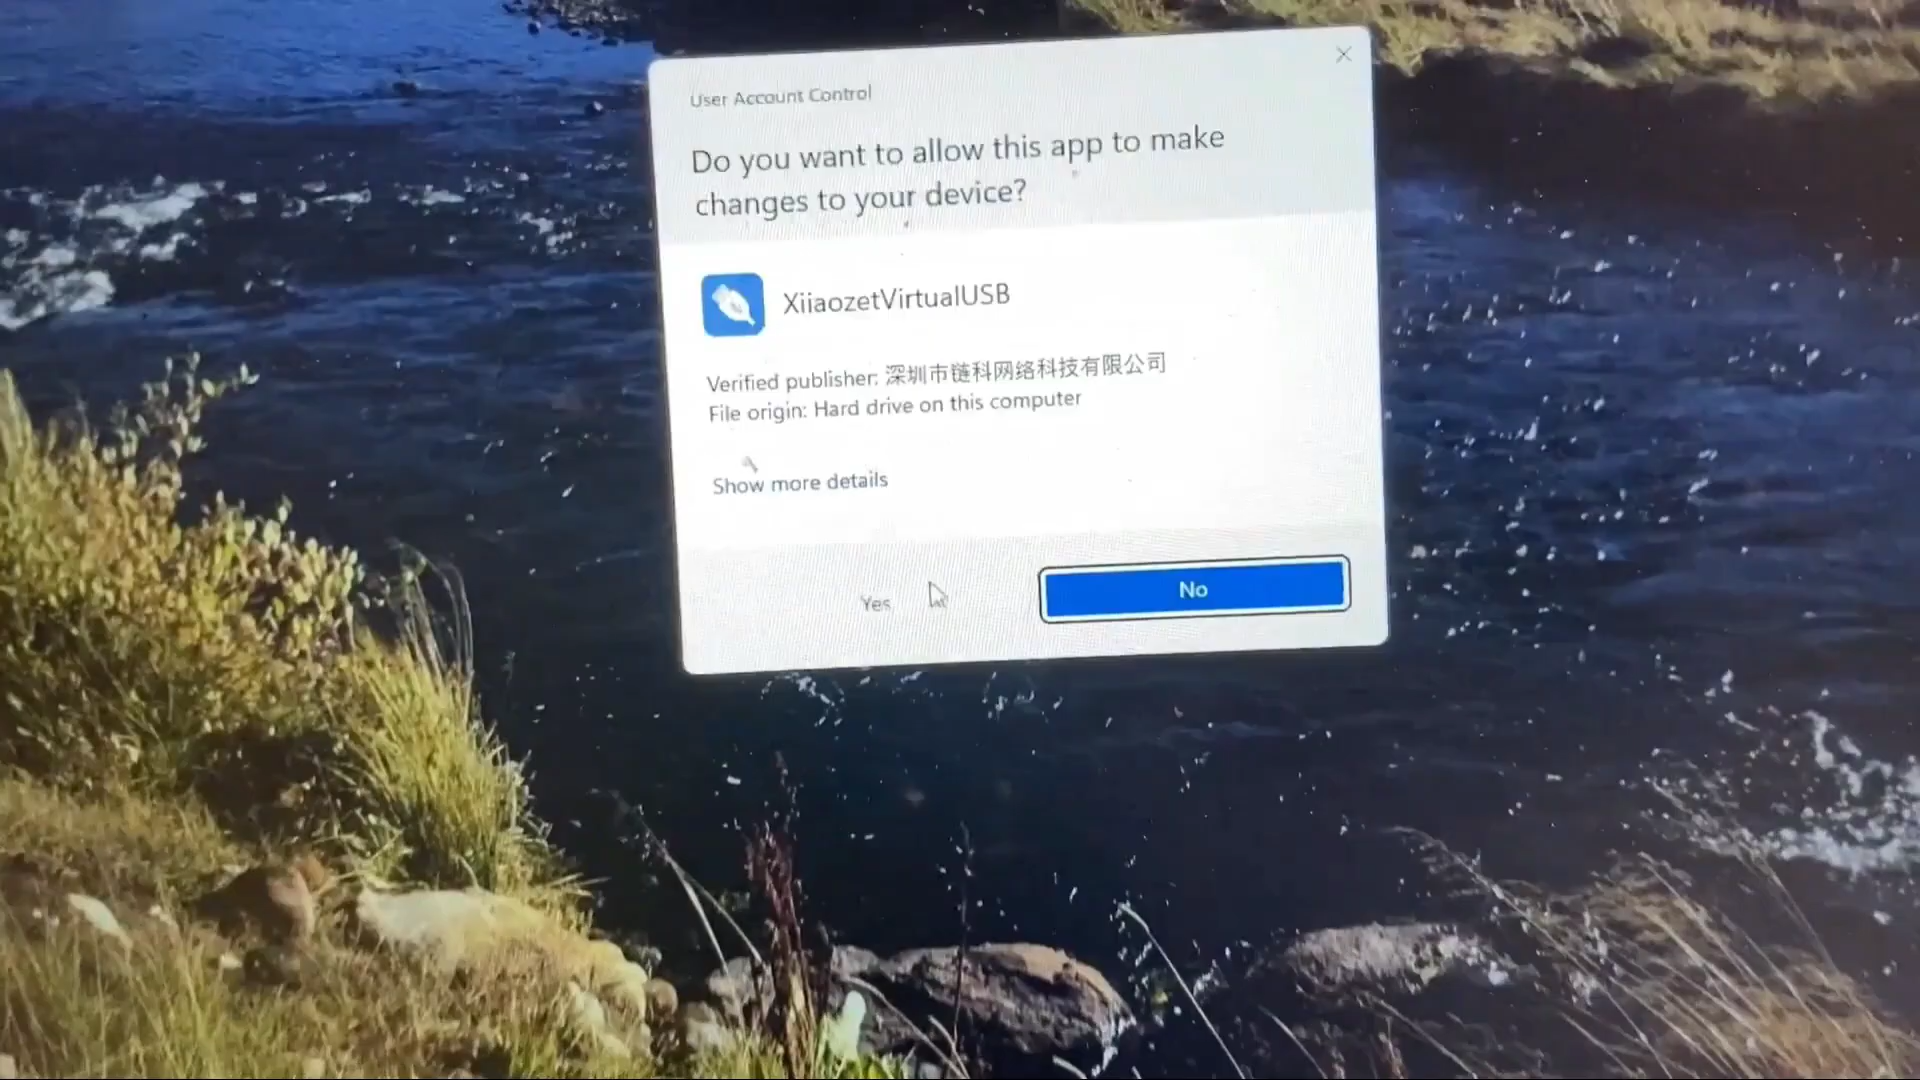 User Account Control
Do you want to allow this app to make
changes to your device?
XiiaozetVirtualUSB
Verified publisher: 深圳市链科网络科技有限公司
File origin: Hard drive on this computer
Show more details
Yes
No